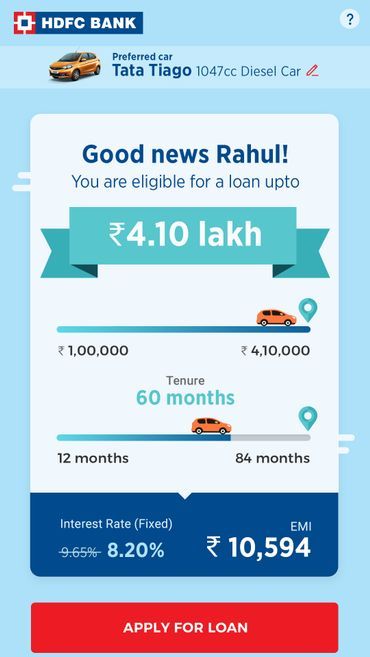 HDFC BANK
?
Preferred car
Tata Tiago 1047cc Diesel Car
Good news Rahul!
You are eligible for a loan upto
₹4.10 lakh
₹ 1,00,000 ₹ 4,10,000
Tenure
60 months
12 months 84 months
Interest Rate (Fixed) EMI
9.65% 8.20% ₹ 10,594
APPLY FOR LOAN